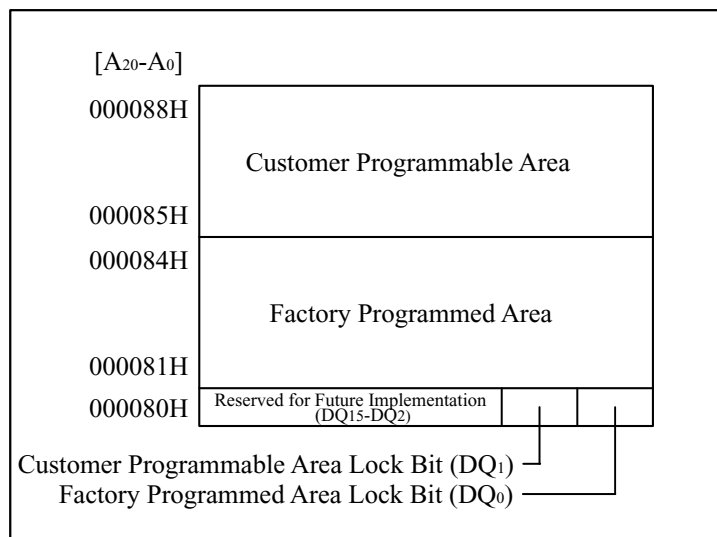 [A20-A0]
000088H
Customer Programmable Area
000085H
000084H
Factory Programmed Area
000081H
000080H
Reserved for Future Implementation
(DQ15-DQ2)
Customer Programmable Area Lock Bit (DQ1)
Factory Programmed Area Lock Bit (DQ0)